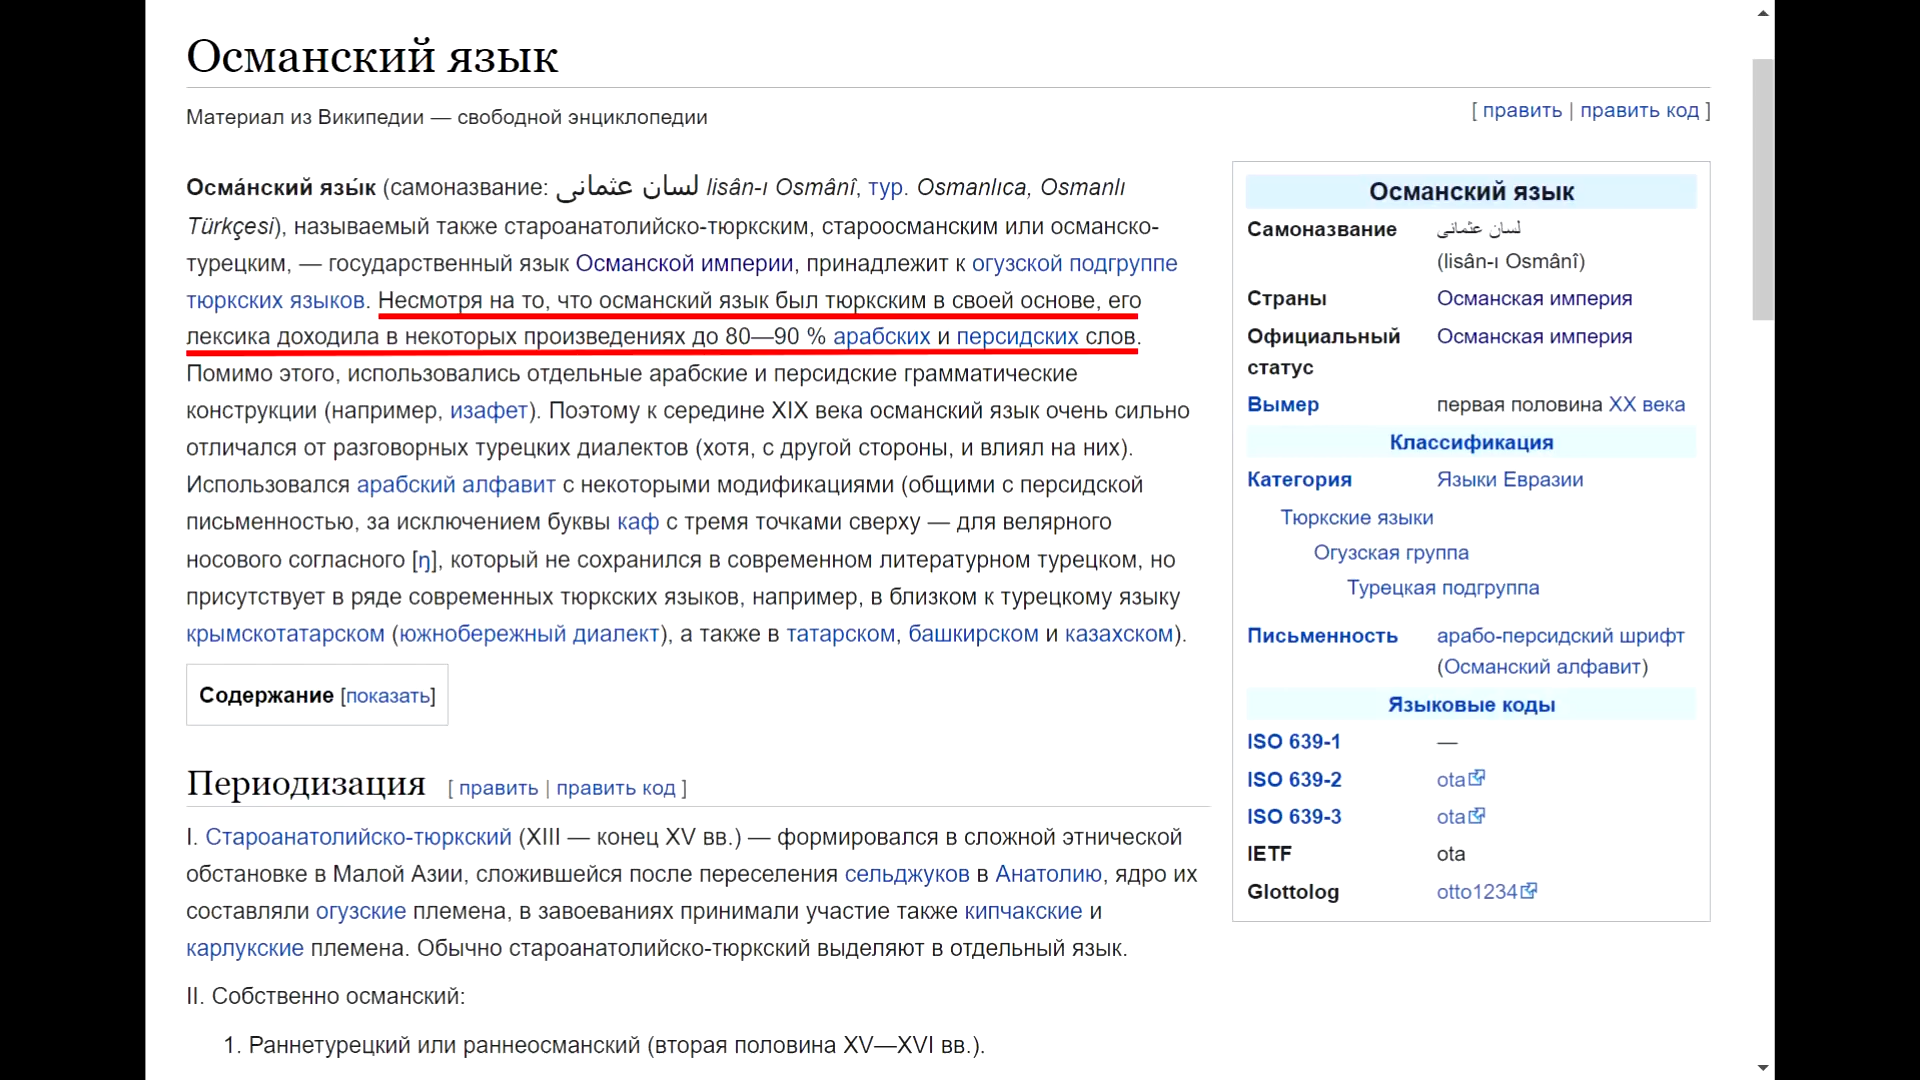 Османский язык
Материал из Википедии — свободной энциклопедии
[ править | править код ]
Осма́нский язы́к (самоназвание: لسان عثمانى lisân-ı Osmânî, тур. Osmanlıca, Osmanlı
Türkçesi), называемый также староанатолийско-тюркским, староосманским или османско-
турецким, — государственный язык Османской империи, принадлежит к огузской подгруппе
тюркских языков. Несмотря на то, что османский язык был тюркским в своей основе, его
лексика доходила в некоторых произведениях до 80—90 % арабских и персидских слов.
Помимо этого, использовались отдельные арабские и персидские грамматические
конструкции (например, изафет). Поэтому к середине XIX века османский язык очень сильно
отличался от разговорных турецких диалектов (хотя, с другой стороны, и влиял на них).
Использовался арабский алфавит с некоторыми модификациями (общими с персидской
письменностью, за исключением буквы каф с тремя точками сверху — для велярного
носового согласного [ŋ], который не сохранился в современном литературном турецком, но
присутствует в ряде современных тюркских языков, например, в близком к турецкому языку
крымскотатарском (южнобережный диалект), а также в татарском, башкирском и казахском).
Содержание [показать]
Периодизация [ править | править код ]
I. Староанатолийско-тюркский (XIII — конец XV вв.) — формировался в сложной этнической
обстановке в Малой Азии, сложившейся после переселения сельджуков в Анатолию, ядро их
составляли огузские племена, в завоеваниях принимали участие также кипчакские и
карлукские племена. Обычно староанатолийско-тюркский выделяют в отдельный язык.
II. Собственно османский:
1. Раннетурецкий или раннеосманский (вторая половина XV—XVI вв.).
Османский язык
Самоназвание لسان عثمانى
(lisân-ı Osmânî)
Страны Османская империя
Официальный Османская империя
статус
Вымер первая половина XX века
Классификация
Категория Языки Евразии
Тюркские языки
Огузская группа
Турецкая подгруппа
Письменность арабо-персидский шрифт
(Османский алфавит)
Языковые коды
ISO 639-1 —
ISO 639-2 ota
ISO 639-3 ota
IETF ota
Glottolog otto1234